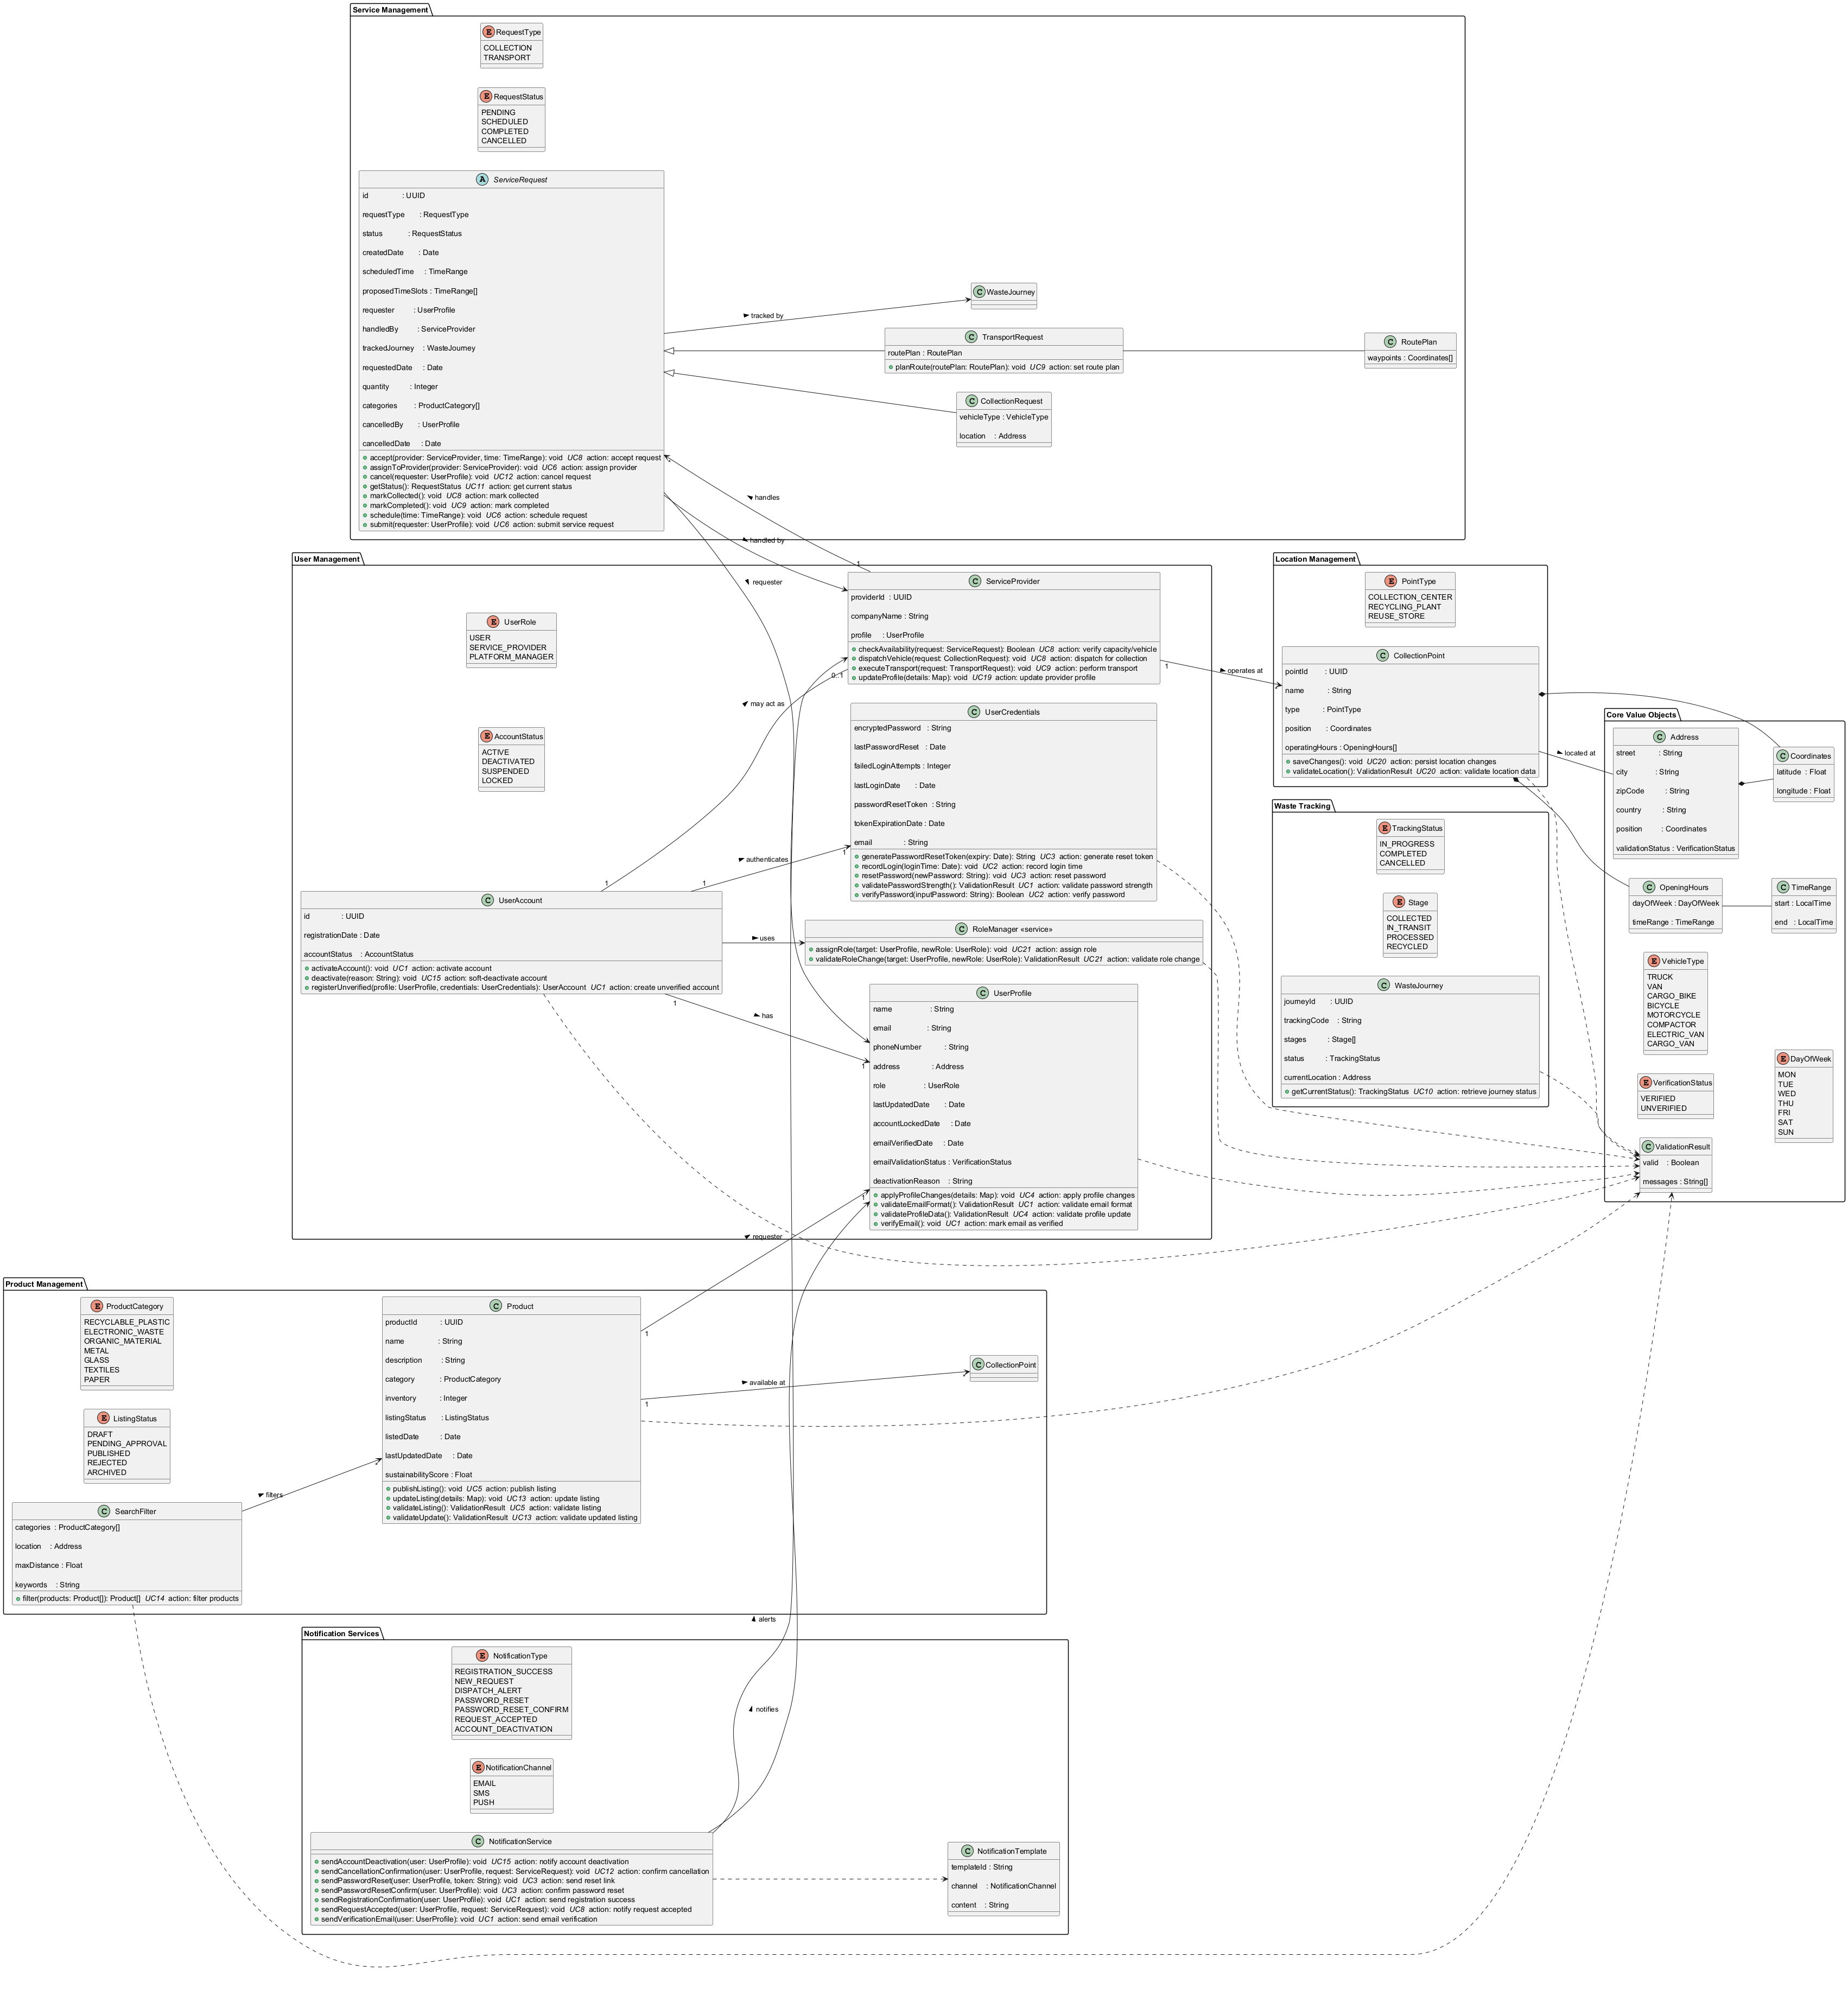 Service Management
E RequestType
COLLECTION
TRANSPORT
E RequestStatus
PENDING
SCHEDULED
COMPLETED
CANCELLED
A ServiceRequest
id : UUID
requestType : RequestType
status : RequestStatus
createdDate : Date
scheduledTime : TimeRange
proposedTimeSlots : TimeRange[]
requester : UserProfile
handledBy : ServiceProvider
trackedJourney : WasteJourney
requestedDate : Date
quantity : Integer
categories : ProductCategory[]
cancelledBy : UserProfile
cancelledDate : Date
accept(provider: ServiceProvider, time: TimeRange): void UC8 action: accept request
assignToProvider(provider: ServiceProvider): void UC6 action: assign provider
cancel(requester: UserProfile): void UC12 action: cancel request
getStatus(): RequestStatus UC11 action: get current status
markCollected(): void UC8 action: mark collected
markCompleted(): void UC9 action: mark completed
schedule(time: TimeRange): void UC6 action: schedule request
submit(requester: UserProfile): void UC6 action: submit service request
tracked by
C WasteJourney
C TransportRequest
routePlan : RoutePlan
planRoute(routePlan: RoutePlan): void UC9 action: set route plan
C RoutePlan
waypoints : Coordinates[]
C CollectionRequest
vehicleType : VehicleType
location : Address
*
handles
handled by
1
requester
User Management
E UserRole
USER
SERVICE_PROVIDER
PLATFORM_MANAGER
E AccountStatus
ACTIVE
DEACTIVATED
SUSPENDED
LOCKED
C UserAccount
id : UUID
registrationDate : Date
accountStatus : AccountStatus
activateAccount(): void UC1 action: activate account
deactivate(reason: String): void UC15 action: soft-deactivate account
registerUnverified(profile: UserProfile, credentials: UserCredentials): UserAccount UC1 action: create unverified account
1
may act as
0..1
1
authenticates
1
uses
1
has
1
C ServiceProvider
providerId : UUID
companyName : String
profile : UserProfile
checkAvailability(request: ServiceRequest): Boolean UC8 action: verify capacity/vehicle
dispatchVehicle(request: CollectionRequest): void UC8 action: dispatch for collection
executeTransport(request: TransportRequest): void UC9 action: perform transport
updateProfile(details: Map): void UC19 action: update provider profile
C UserCredentials
encryptedPassword : String
lastPasswordReset : Date
failedLoginAttempts : Integer
lastLoginDate : Date
passwordResetToken : String
tokenExpirationDate : Date
email : String
generatePasswordResetToken(expiry: Date): String UC3 action: generate reset token
recordLogin(loginTime: Date): void UC2 action: record login time
resetPassword(newPassword: String): void UC3 action: reset password
validatePasswordStrength(): ValidationResult UC1 action: validate password strength
verifyPassword(inputPassword: String): Boolean UC2 action: verify password
C RoleManager «service»
assignRole(target: UserProfile, newRole: UserRole): void UC21 action: assign role
validateRoleChange(target: UserProfile, newRole: UserRole): ValidationResult UC21 action: validate role change
C UserProfile
name : String
email : String
phoneNumber : String
address : Address
role : UserRole
lastUpdatedDate : Date
accountLockedDate : Date
emailVerifiedDate : Date
emailValidationStatus : VerificationStatus
deactivationReason : String
applyProfileChanges(details: Map): void UC4 action: apply profile changes
validateEmailFormat(): ValidationResult UC1 action: validate email format
validateProfileData(): ValidationResult UC4 action: validate profile update
verifyEmail(): void UC1 action: mark email as verified
1
operates at
*
Location Management
E PointType
COLLECTION_CENTER
RECYCLING_PLANT
REUSE_STORE
C CollectionPoint
pointId : UUID
name : String
type : PointType
position : Coordinates
operatingHours : OpeningHours[]
saveChanges(): void UC20 action: persist location changes
validateLocation(): ValidationResult UC20 action: validate location data
located at
Waste Tracking
E TrackingStatus
IN_PROGRESS
COMPLETED
CANCELLED
E Stage
COLLECTED
IN_TRANSIT
PROCESSED
RECYCLED
C WasteJourney
journeyId : UUID
trackingCode : String
stages : Stage[]
status : TrackingStatus
currentLocation : Address
getCurrentStatus(): TrackingStatus UC10 action: retrieve journey status
Core Value Objects
C Address
street : String
city : String
zipCode : String
country : String
position : Coordinates
validationStatus : VerificationStatus
C Coordinates
latitude : Float
longitude : Float
C OpeningHours
dayOfWeek : DayOfWeek
timeRange : TimeRange
C TimeRange
start : LocalTime
end : LocalTime
E VehicleType
TRUCK
VAN
CARGO_BIKE
BICYCLE
MOTORCYCLE
COMPACTOR
ELECTRIC_VAN
CARGO_VAN
E VerificationStatus
VERIFIED
UNVERIFIED
E DayOfWeek
MON
TUE
WED
THU
FRI
SAT
SUN
C ValidationResult
valid : Boolean
messages : String[]
Product Management
E ProductCategory
RECYCLABLE_PLASTIC
ELECTRONIC_WASTE
ORGANIC_MATERIAL
METAL
GLASS
TEXTILES
PAPER
E ListingStatus
DRAFT
PENDING_APPROVAL
PUBLISHED
REJECTED
ARCHIVED
C SearchFilter
categories : ProductCategory[]
location : Address
maxDistance : Float
keywords : String
filter(products: Product[]): Product[] UC14 action: filter products
filters
*
C Product
productId : UUID
name : String
description : String
category : ProductCategory
inventory : Integer
listingStatus : ListingStatus
listedDate : Date
lastUpdatedDate : Date
sustainabilityScore : Float
publishListing(): void UC5 action: publish listing
updateListing(details: Map): void UC13 action: update listing
validateListing(): ValidationResult UC5 action: validate listing
validateUpdate(): ValidationResult UC13 action: validate updated listing
1
requester
1
1
available at
*
C CollectionPoint
Notification Services
E NotificationType
REGISTRATION_SUCCESS
NEW_REQUEST
DISPATCH_ALERT
PASSWORD_RESET
PASSWORD_RESET_CONFIRM
REQUEST_ACCEPTED
ACCOUNT_DEACTIVATION
E NotificationChannel
EMAIL
SMS
PUSH
C NotificationService
sendAccountDeactivation(user: UserProfile): void UC15 action: notify account deactivation
sendCancellationConfirmation(user: UserProfile, request: ServiceRequest): void UC12 action: confirm cancellation
sendPasswordReset(user: UserProfile, token: String): void UC3 action: send reset link
sendPasswordResetConfirm(user: UserProfile): void UC3 action: confirm password reset
sendRegistrationConfirmation(user: UserProfile): void UC1 action: send registration success
sendRequestAccepted(user: UserProfile, request: ServiceRequest): void UC8 action: notify request accepted
sendVerificationEmail(user: UserProfile): void UC1 action: send email verification
alerts
notifies
C NotificationTemplate
templateId : String
channel : NotificationChannel
content : String